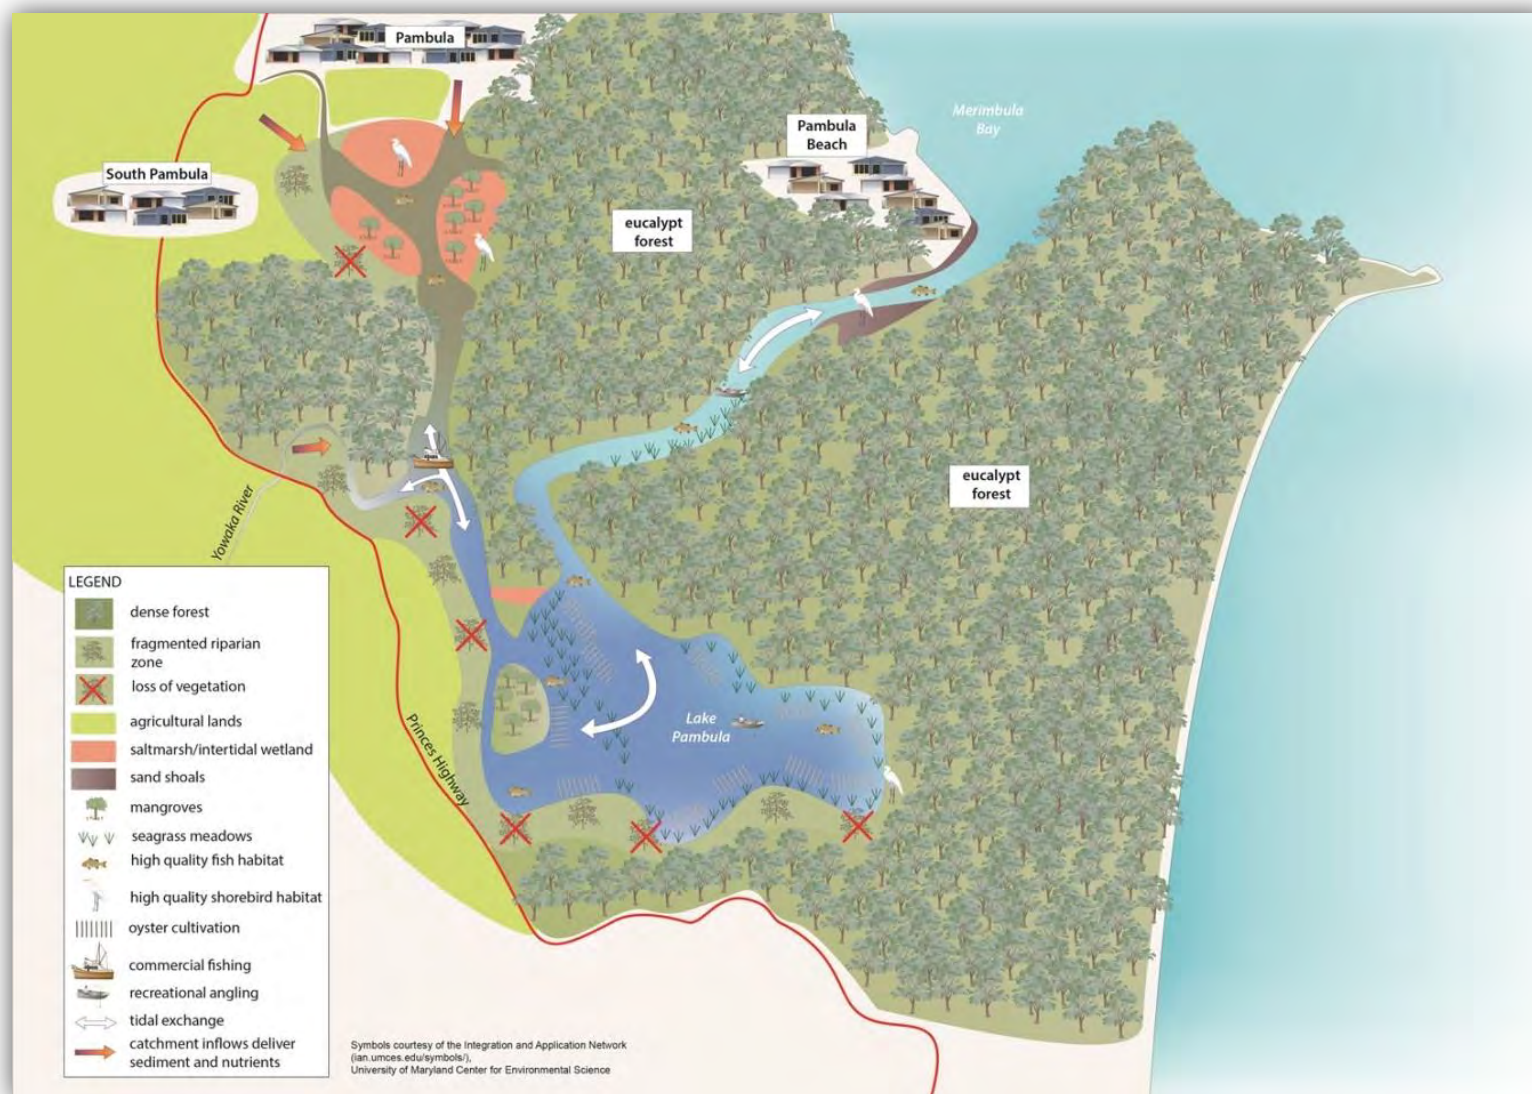 Pambula
Merimbula
Bay
Pambula
Beach
South Pambula
eucalypt
forest
eucalypt
forest
Yowaka River
Princes Highway
Lake
Pambula
LEGEND
dense forest
fragmented riparian
zone
loss of vegetation
agricultural lands
saltmarsh/intertidal wetland
sand shoals
mangroves
seagrass meadows
high quality fish habitat
high quality shorebird habitat
oyster cultivation
commercial fishing
recreational angling
tidal exchange
catchment inflows deliver
sediment and nutrients
Symbols courtesy of the Integration and Application Network
(ian.umces.edu/symbols/),
University of Maryland Center for Environmental Science